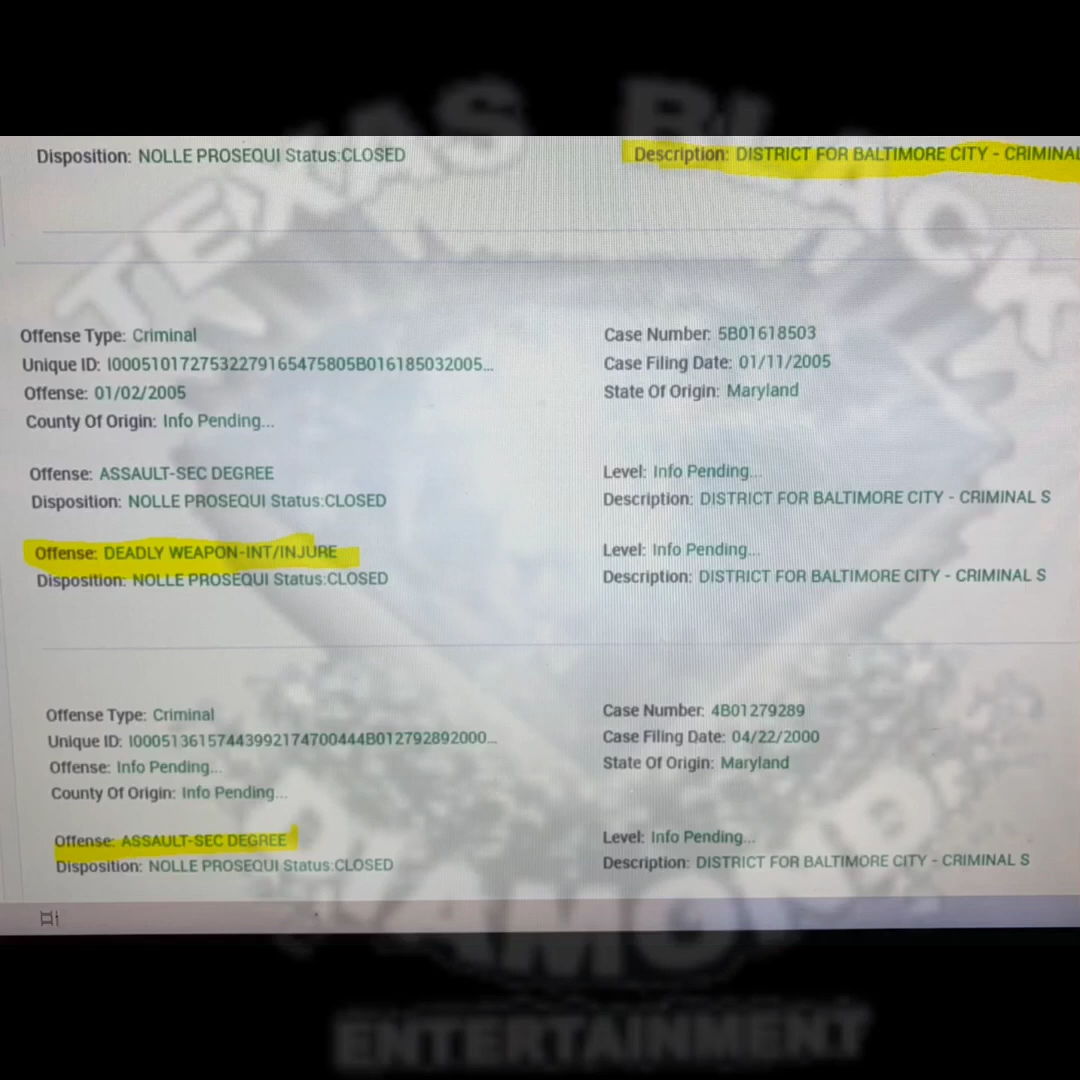 TEXAS BLACK
Disposition: NOLLE PROSEQUI Status:CLOSED
Description: DISTRICT FOR BALTIMORE CITY - CRIMINAL
Offense Type: Criminal
Case Number: 5B01618503
Unique ID: I0005101727532279165475805B016185032005...
Case Filing Date: 01/11/2005
Offense: 01/02/2005
State Of Origin: Maryland
County Of Origin: Info Pending...
Offense: ASSAULT-SEC DEGREE
Level: Info Pending...
Disposition: NOLLE PROSEQUI Status:CLOSED
Description: DISTRICT FOR BALTIMORE CITY - CRIMINAL S
Offense: DEADLY WEAPON-INT/INJURE
Level: Info Pending...
Disposition: NOLLE PROSEQUI Status:CLOSED
Description: DISTRICT FOR BALTIMORE CITY - CRIMINAL S
Offense Type: Criminal
Case Number: 4B01279289
Unique ID: I0005136157443992174700444B012792892000...
Case Filing Date: 04/22/2000
Offense: Info Pending...
State Of Origin: Maryland
County Of Origin: Info Pending...
Offense: ASSAULT-SEC DEGREE
Level: Info Pending...
Disposition: NOLLE PROSEQUI Status:CLOSED
Description: DISTRICT FOR BALTIMORE CITY - CRIMINAL S
ENTERTAINMENT